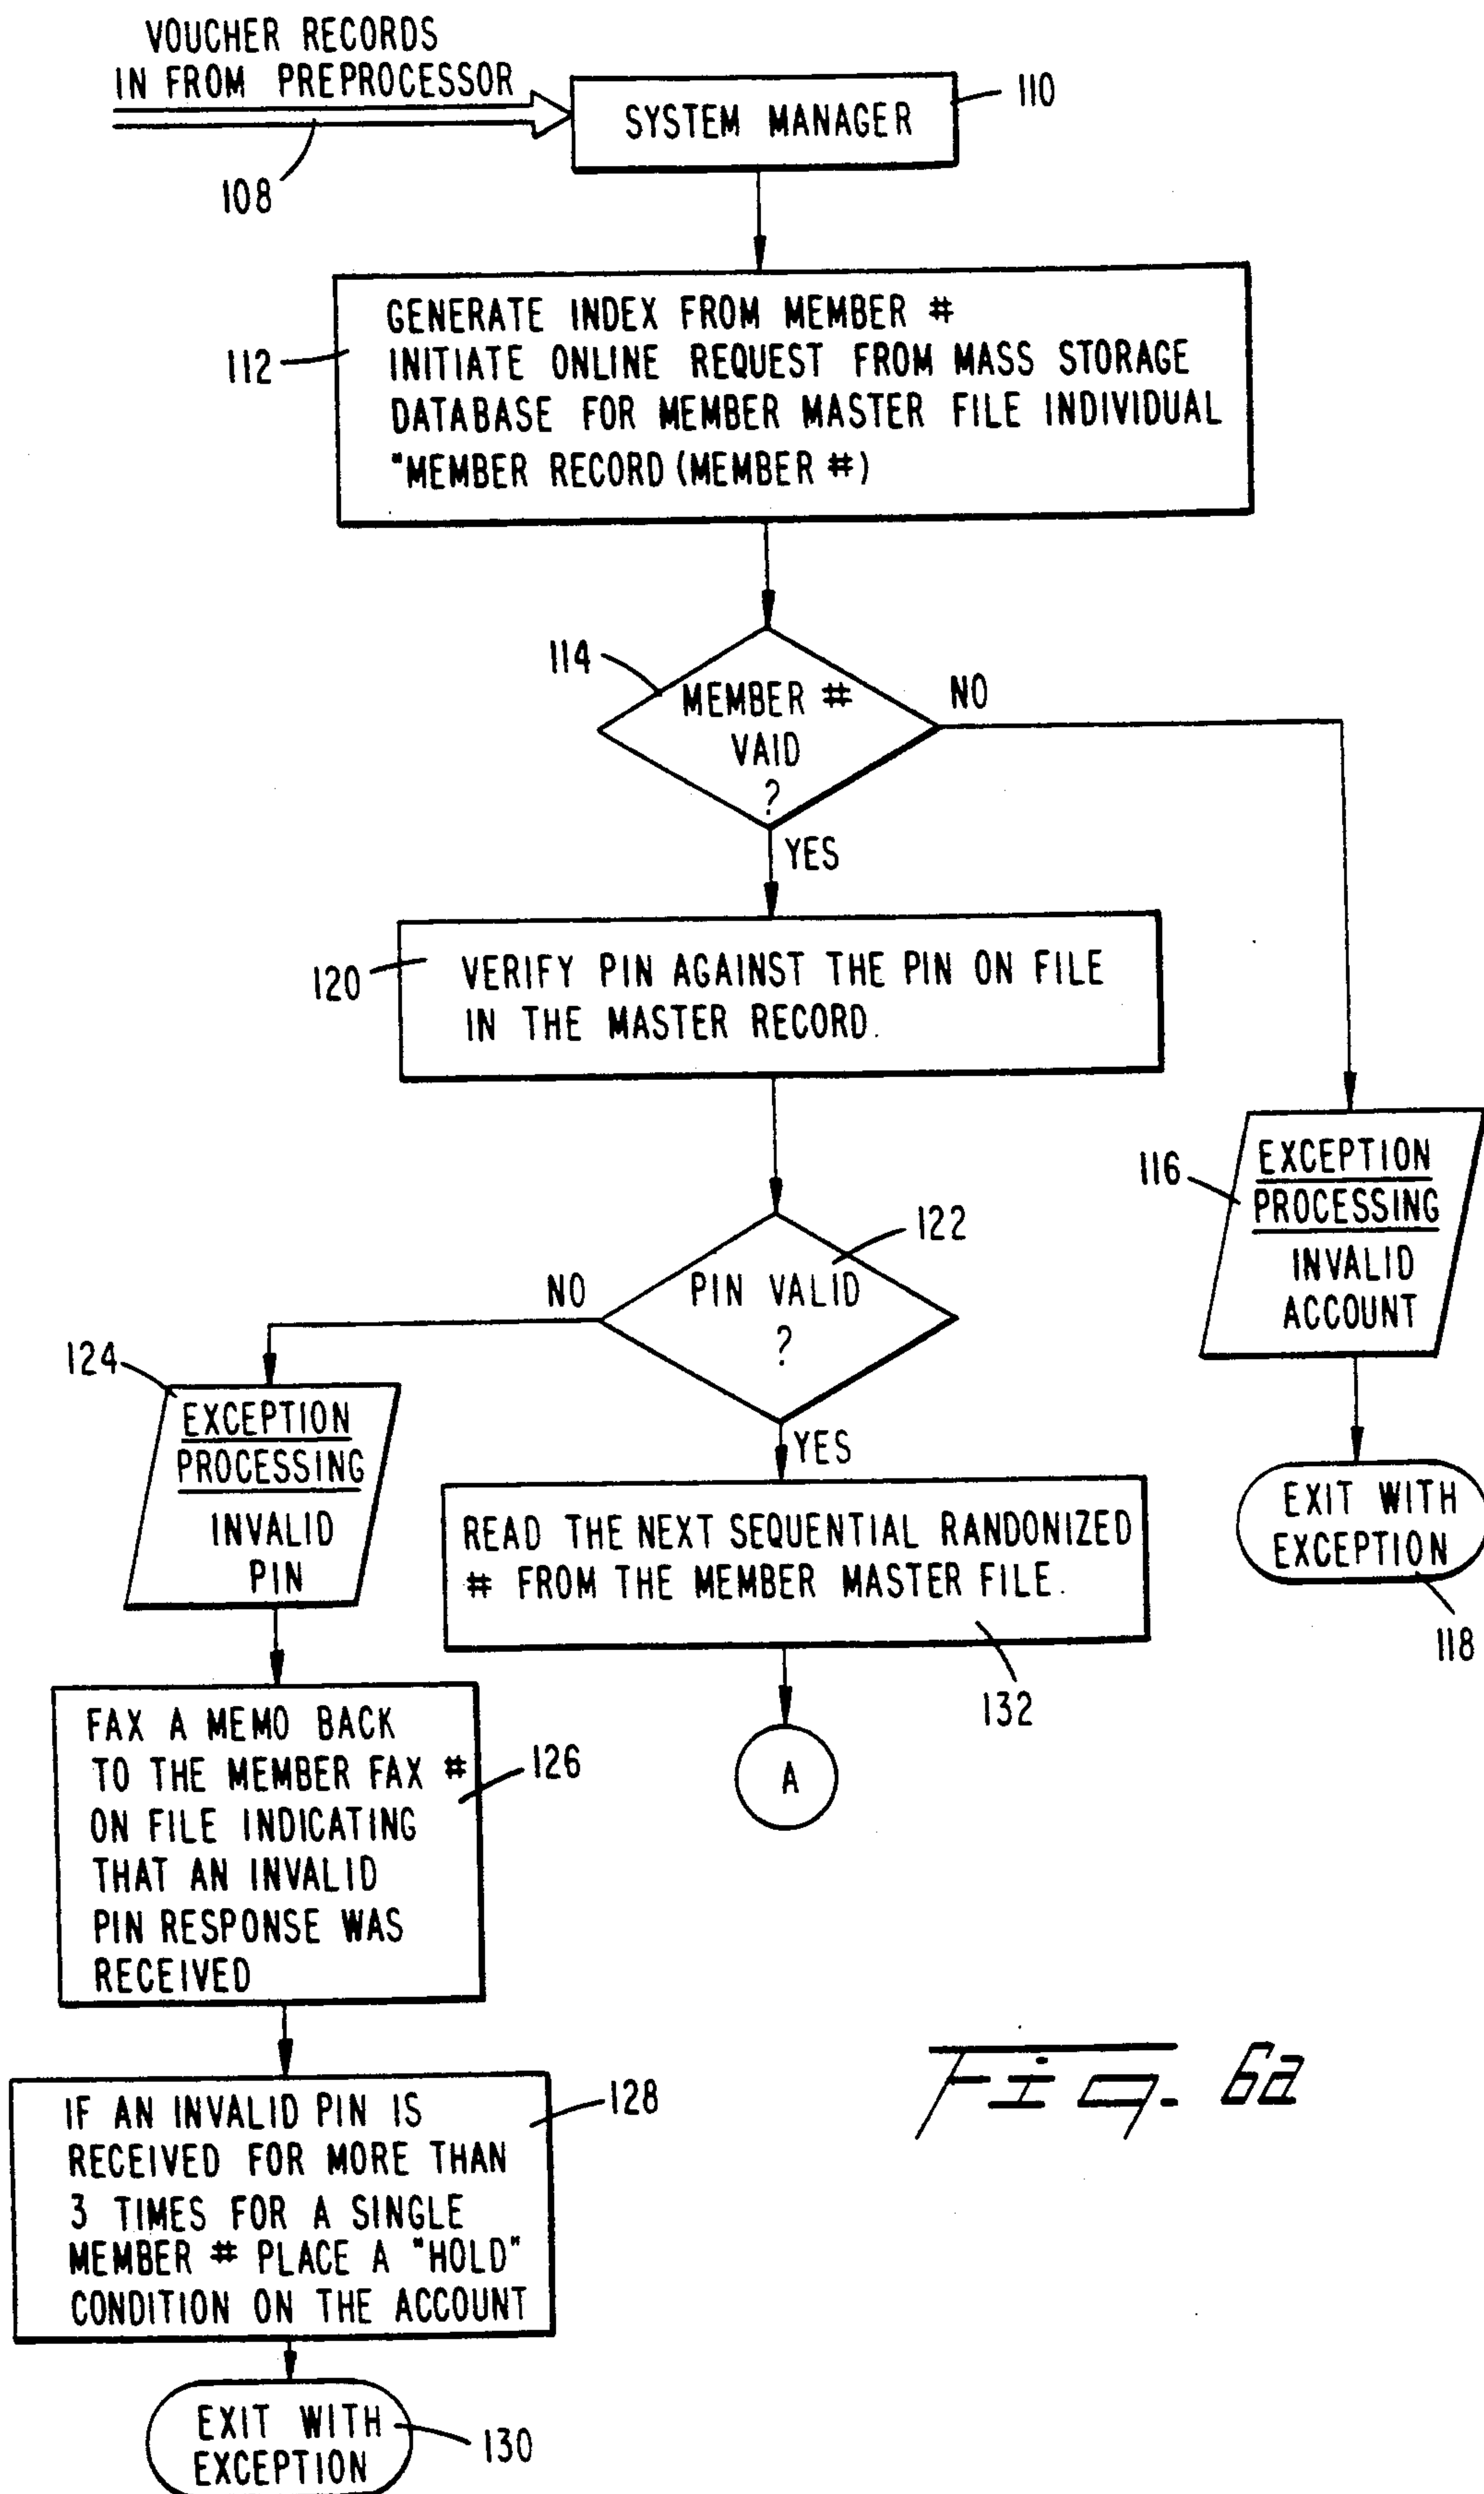 VOUCHER RECORDS
IN FROM PREPROCESSOR
108
SYSTEM MANAGER
110
112
GENERATE INDEX FROM MEMBER #
INITIATE ONLINE REQUEST FROM MASS STORAGE
DATABASE FOR MEMBER MASTER FILE INDIVIDUAL
"MEMBER RECORD (MEMBER #)
114
MEMBER #
VAID
?
NO
YES
120
VERIFY PIN AGAINST THE PIN ON FILE
IN THE MASTER RECORD.
116
EXCEPTION
PROCESSING
INVALID
ACCOUNT
EXIT WITH
EXCEPTION
118
122
PIN VALID
?
NO
YES
124
EXCEPTION
PROCESSING
INVALID
PIN
READ THE NEXT SEQUENTIAL RANDONIZED
# FROM THE MEMBER MASTER FILE.
132
A
FAX A MEMO BACK
TO THE MEMBER FAX #
ON FILE INDICATING
THAT AN INVALID
PIN RESPONSE WAS
RECEIVED
126
IF AN INVALID PIN IS
RECEIVED FOR MORE THAN
3 TIMES FOR A SINGLE
MEMBER # PLACE A "HOLD"
CONDITION ON THE ACCOUNT
128
EXIT WITH
EXCEPTION
130
Fig. 6a